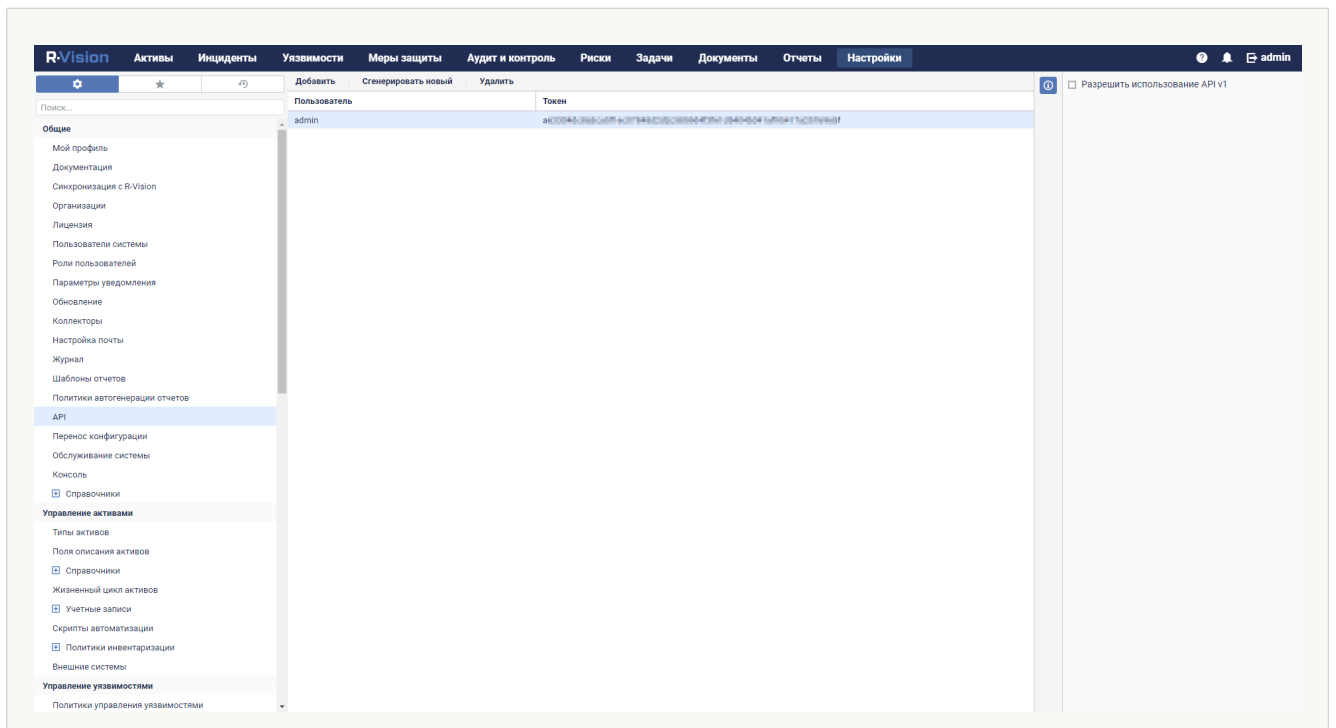 R·Vision Активы Инциденты Уязвимости Меры защиты Аудит и контроль Риски Задачи Документы Отчеты Настройки admin
Добавить Сгенерировать новый Удалить
Разрешить использование API v1
Поиск...
Пользователь Токен
admin
Общие
Мой профиль
Документация
Синхронизация с R-Vision
Организации
Лицензия
Пользователи системы
Роли пользователей
Параметры уведомления
Обновление
Коллекторы
Настройка почты
Журнал
Шаблоны отчетов
Политики автогенерации отчетов
API
Перенос конфигурации
Обслуживание системы
Консоль
Справочники
Управление активами
Типы активов
Поля описания активов
Справочники
Жизненный цикл активов
Учетные записи
Скрипты автоматизации
Политики инвентаризации
Внешние системы
Управление уязвимостями
Политики управления уязвимостями